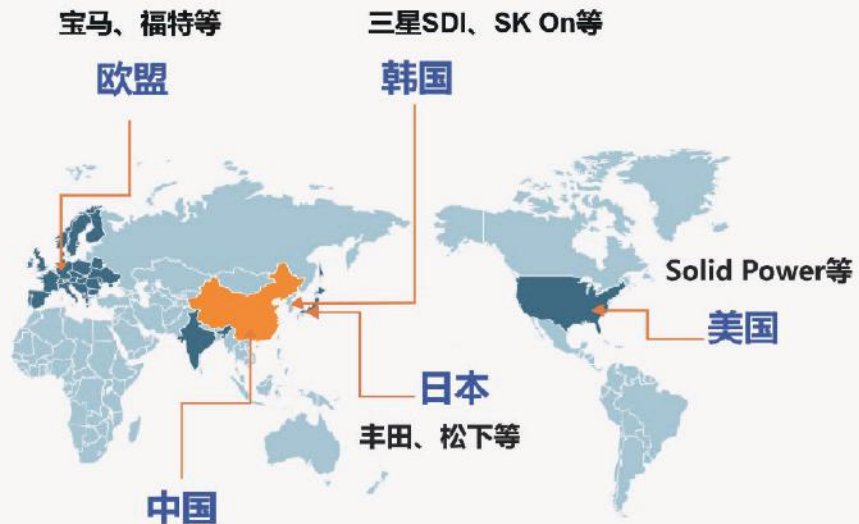 宝马、福特等
三星SDI、SK On等
欧盟
韩国
Solid Power等
美国
日本
丰田、松下等
中国